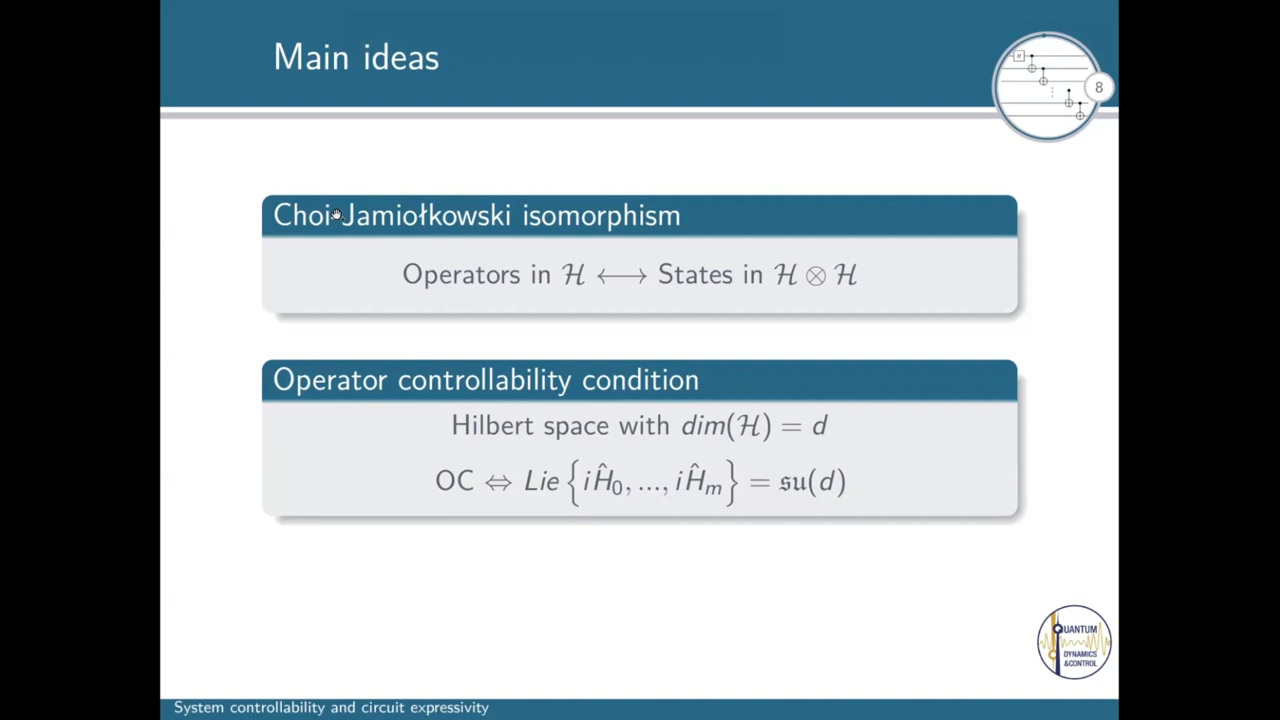 Main ideas
8
Choi-Jamiołkowski isomorphism
Operators in ℋ ⟷ States in ℋ ⊗ ℋ
Operator controllability condition
Hilbert space with dim(ℋ) = d
OC ⇔ Lie {iĤ₀, ..., iĤₘ} = 𝔰𝔲(d)
QUANTUM
DYNAMICS
&CONTROL
System controllability and circuit expressivity